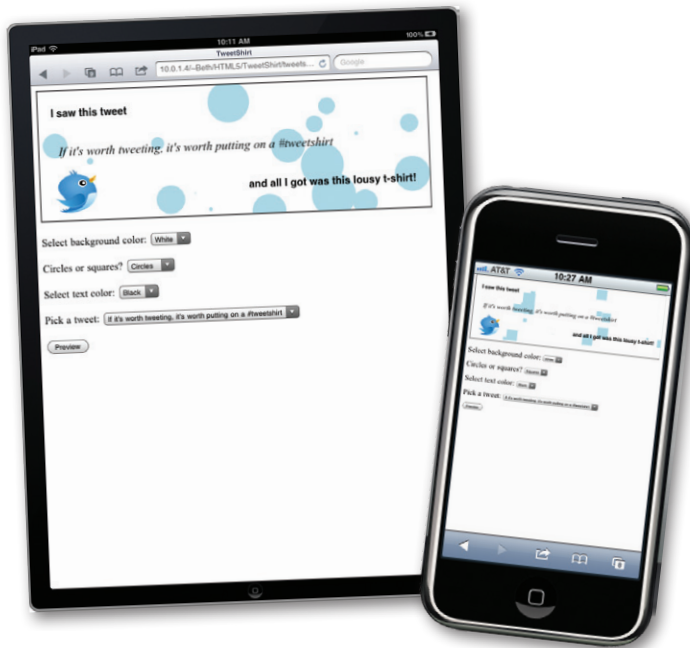 iPad
10:11 AM
100%
TweetShirt
10.0.1.4/~Beth/HTML5/TweetShirt/tweets...
Google
I saw this tweet
If it's worth tweeting, it's worth putting on a #tweetshirt
and all I got was this lousy t-shirt!
Select background color: White
Circles or squares? Circles
Select text color: Black
Pick a tweet: If it's worth tweeting, it's worth putting on a #tweetshirt
Preview
AT&T
10:27 AM
I saw this tweet
If it's worth tweeting, it's worth putting on a #tweetshirt
and all I got was this lousy t-shirt!
Select background color:
Circles or squares?
Select text color:
Pick a tweet: